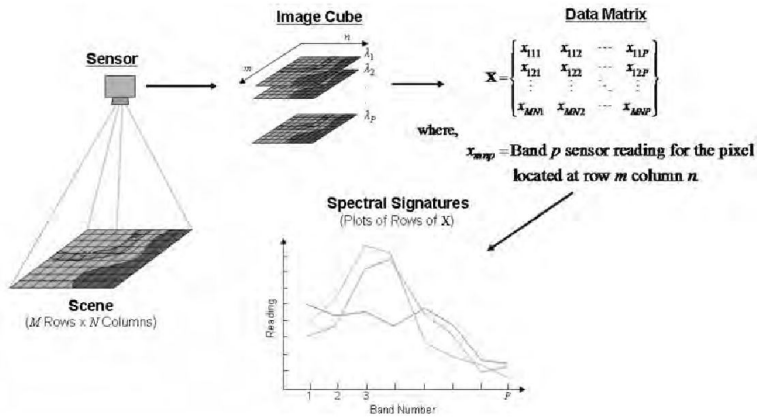 Sensor
Image Cube
n
m
λ1
λ2
λP
Data Matrix
X = { x111 x112 ... x11P
x121 x122 ... x12P
⋮ ⋮ ⋱ ⋮
xMN1 xMN2 ... xMNP }
where,
xmnp = Band p sensor reading for the pixel
located at row m column n
Scene
(M Rows x N Columns)
Spectral Signatures
(Plots of Rows of X)
Reading
1 2 3 P
Band Number